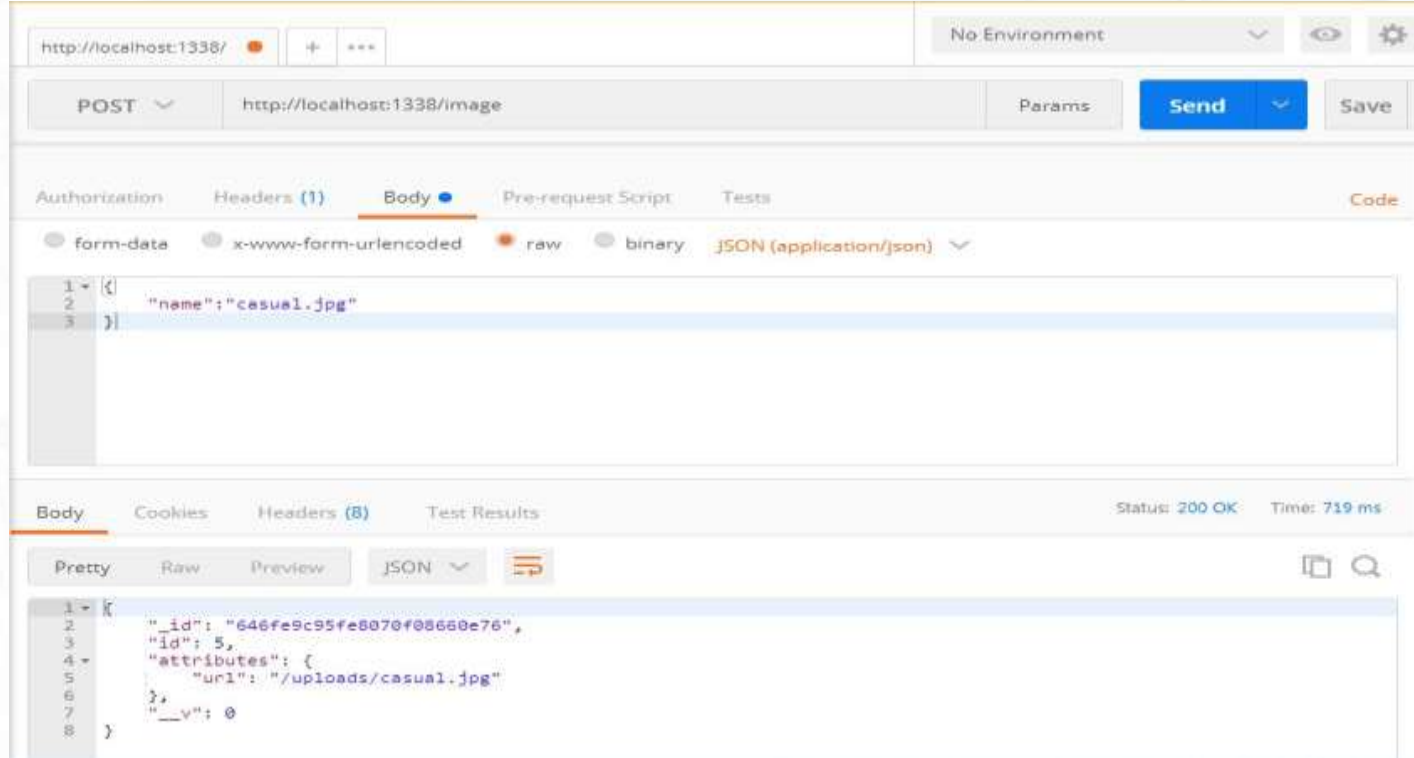 http://localhost:1338/ + •••
No Environment
POST http://localhost:1338/image Params Send Save
Authorization Headers (1) Body Pre-request Script Tests Code
form-data x-www-form-urlencoded raw binary JSON (application/json)
1 {
2 "name":"casual.jpg"
3 }
Body Cookies Headers (8) Test Results Status: 200 OK Time: 719 ms
Pretty Raw Preview JSON
1 {
2 "_id": "646fe9c95fe8070f08660e76",
3 "id": 5,
4 "attributes": {
5 "url": "/uploads/casual.jpg"
6 },
7 "__v": 0
8 }